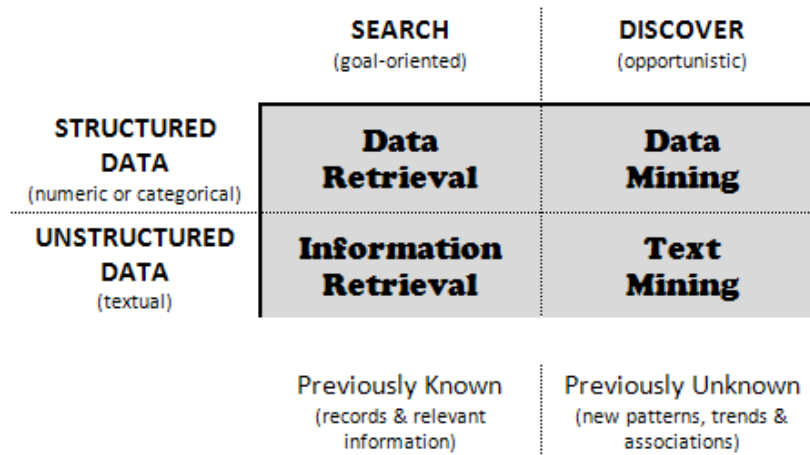 SEARCH
(goal-oriented)
DISCOVER
(opportunistic)
STRUCTURED
DATA
(numeric or categorical)
Data
Retrieval
Data
Mining
UNSTRUCTURED
DATA
(textual)
Information
Retrieval
Text
Mining
Previously Known
(records & relevant
information)
Previously Unknown
(new patterns, trends &
associations)